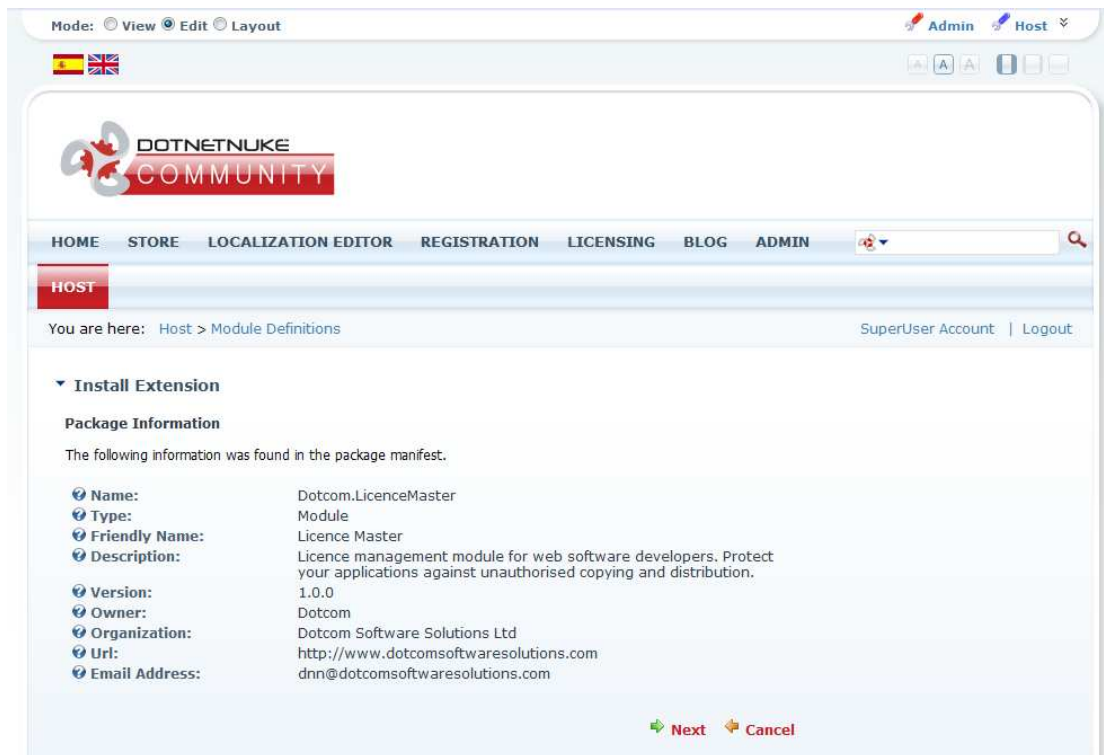 Mode: View Edit Layout Admin Host
A A A
DOTNETNUKE
COMMUNITY
HOME STORE LOCALIZATION EDITOR REGISTRATION LICENSING BLOG ADMIN
HOST
You are here: Host > Module Definitions SuperUser Account | Logout
Install Extension
Package Information
The following information was found in the package manifest.
Name: Dotcom.LicenceMaster
Type: Module
Friendly Name: Licence Master
Description: Licence management module for web software developers. Protect
your applications against unauthorised copying and distribution.
Version: 1.0.0
Owner: Dotcom
Organization: Dotcom Software Solutions Ltd
Url: http://www.dotcomsoftwaresolutions.com
Email Address: dnn@dotcomsoftwaresolutions.com
Next Cancel